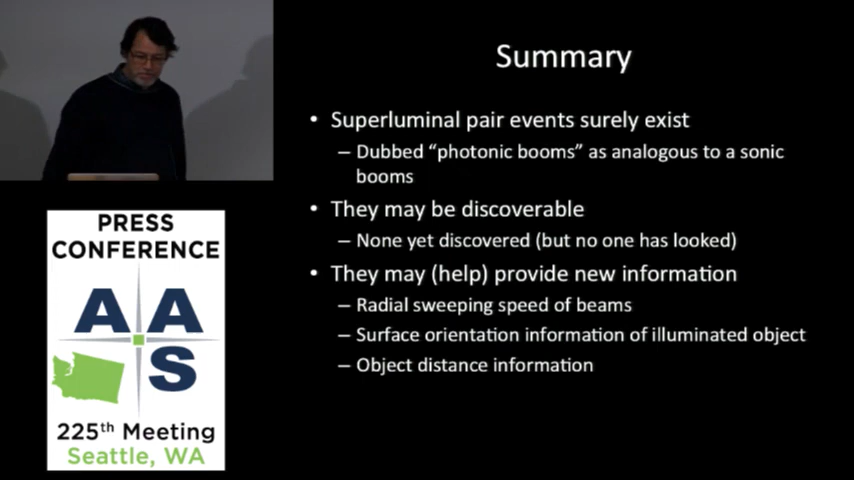 Summary
• Superluminal pair events surely exist
– Dubbed “photonic booms” as analogous to a sonic
booms
• They may be discoverable
– None yet discovered (but no one has looked)
• They may (help) provide new information
– Radial sweeping speed of beams
– Surface orientation information of illuminated object
– Object distance information
PRESS
CONFERENCE
A A
S
225th Meeting
Seattle, WA